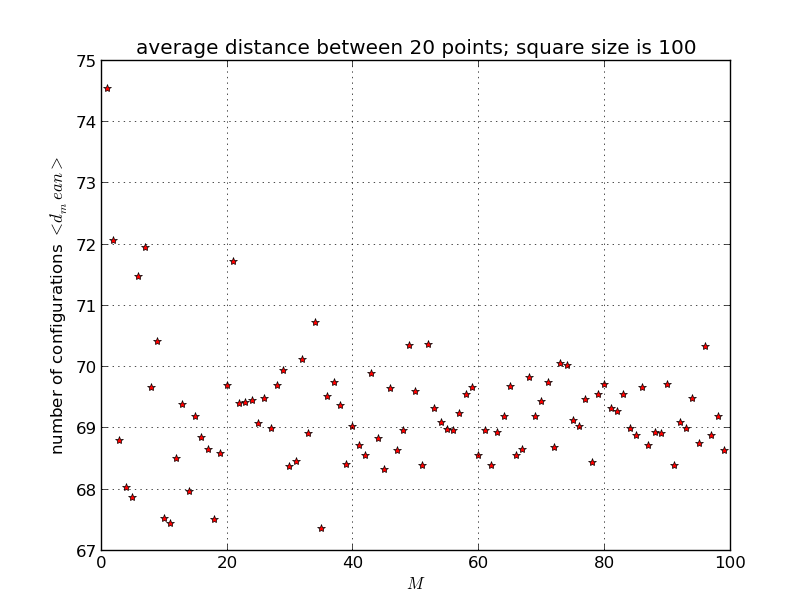 average distance between 20 points; square size is 100
75
74
73
72
71
70
69
68
67
number of configurations <d_m ean>
0 20 40 60 80 100
M